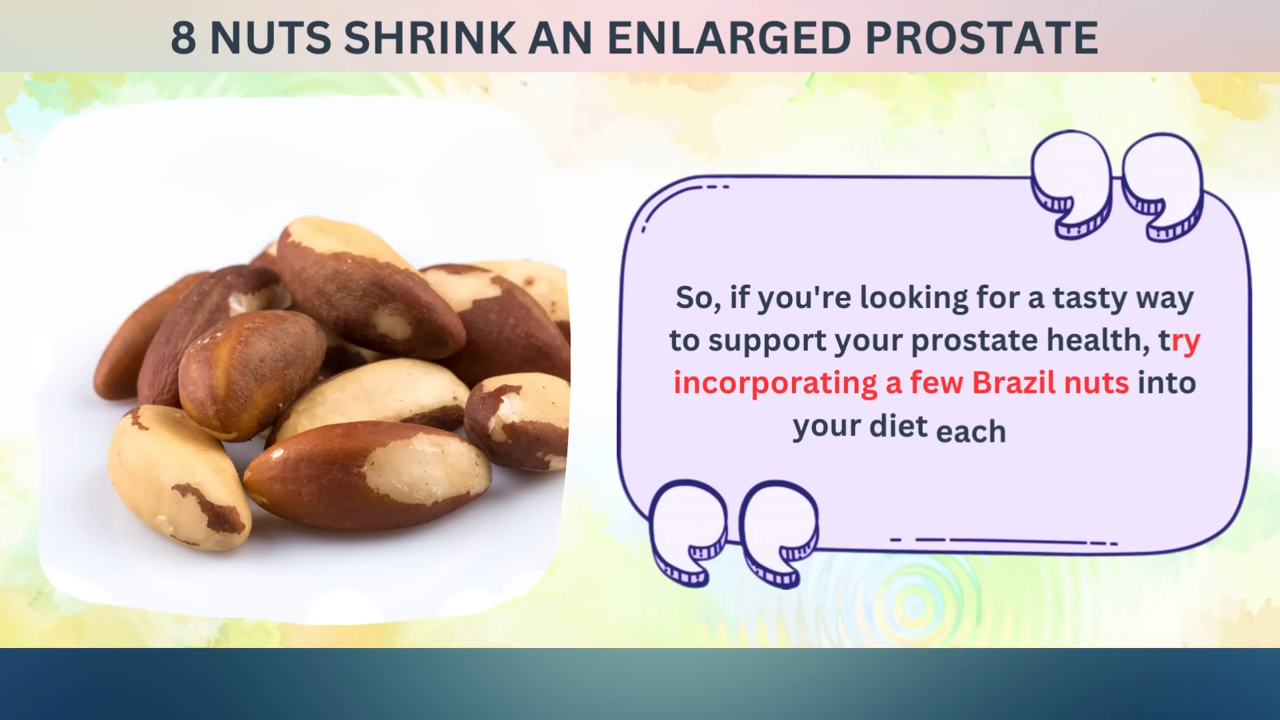 8 NUTS SHRINK AN ENLARGED PROSTATE
So, if you're looking for a tasty way
to support your prostate health, try
incorporating a few Brazil nuts into
your diet each